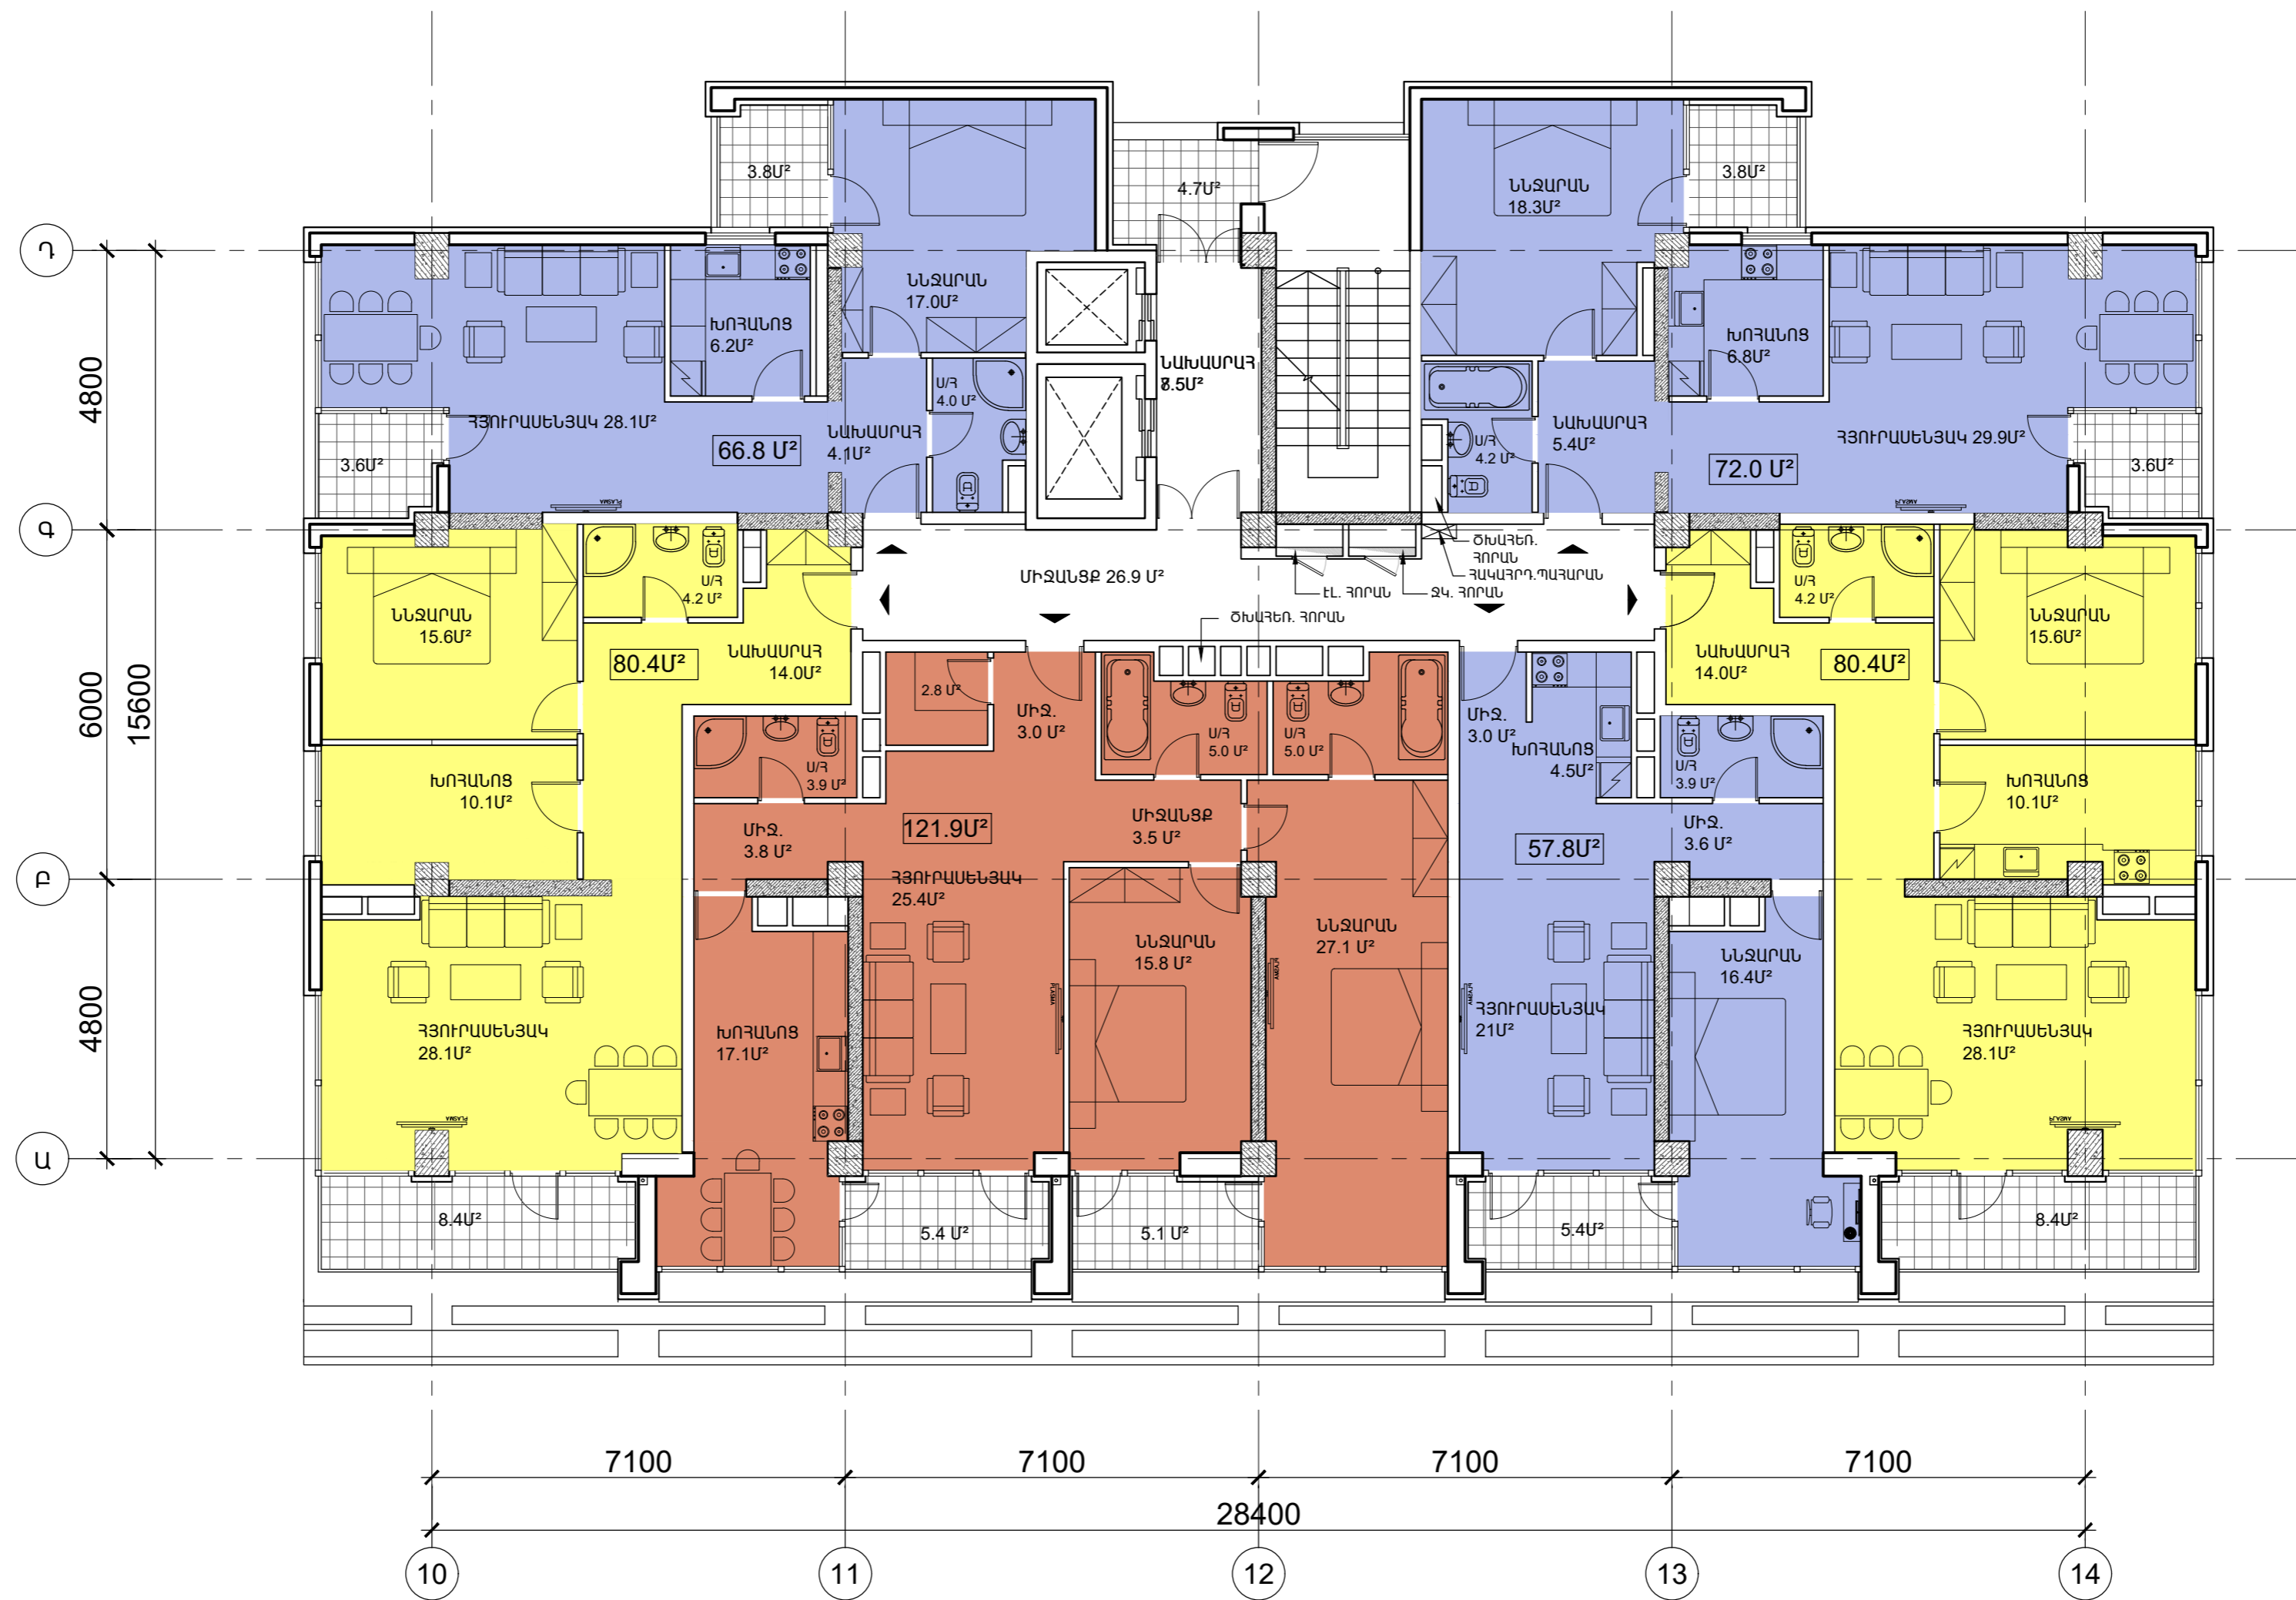 3.8Մ²
4.7Մ²
ՆՆՋԱՐԱՆ
18.3Մ²
3.8Մ²
Դ
ՆՆՋԱՐԱՆ
17.0Մ²
ԽՈՀԱՆՈՑ
6.2Մ²
ՆԱԽԱՍՐԱՀ
ԽՈՀԱՆՈՑ
6.8Մ²
4800
Ս/Հ
4.0 Մ²
ՀՅՈՒՐԱՍԵՆՅԱԿ 28.1Մ²
66.8 Մ²
ՆԱԽԱՍՐԱՀ
4.1Մ²
Ս/Հ
4.2 Մ²
ՆԱԽԱՍՐԱՀ
5.4Մ²
ՀՅՈՒՐԱՍԵՆՅԱԿ 29.9Մ²
72.0 Մ²
3.6Մ²
3.6Մ²
PLASMA
PLASMA
Գ
ԾԽԱՀԵՌ.
ՀՈՐԱՆ
ՀԱԿԱՀՐԴ.ՊԱՀԱՐԱՆ
ՄԻՋԱՆՑՔ 26.9 Մ²
ԷԼ. ՀՈՐԱՆ
ՋԿ. ՀՈՐԱՆ
ԾԽԱՀԵՌ. ՀՈՐԱՆ
Ս/Հ
4.2 Մ²
Ս/Հ
4.2 Մ²
ՆՆՋԱՐԱՆ
15.6Մ²
80.4Մ²
ՆԱԽԱՍՐԱՀ
14.0Մ²
ՆԱԽԱՍՐԱՀ
14.0Մ²
80.4Մ²
ՆՆՋԱՐԱՆ
15.6Մ²
6000
15600
2.8 Մ²
ՄԻՋ.
3.0 Մ²
Ս/Հ
5.0 Մ²
Ս/Հ
5.0 Մ²
ՄԻՋ.
3.0 Մ²
ԽՈՀԱՆՈՑ
4.5Մ²
Ս/Հ
3.9 Մ²
Ս/Հ
3.9 Մ²
ԽՈՀԱՆՈՑ
10.1Մ²
ԽՈՀԱՆՈՑ
10.1Մ²
ՄԻՋ.
3.8 Մ²
121.9Մ²
ՄԻՋԱՆՑՔ
3.5 Մ²
57.8Մ²
ՄԻՋ.
3.6 Մ²
Բ
ՀՅՈՒՐԱՍԵՆՅԱԿ
25.4Մ²
ՆՆՋԱՐԱՆ
15.8 Մ²
ՆՆՋԱՐԱՆ
27.1 Մ²
ՆՆՋԱՐԱՆ
16.4Մ²
4800
PLASMA
PLASMA
PLASMA
ՀՅՈՒՐԱՍԵՆՅԱԿ
21Մ²
ՀՅՈՒՐԱՍԵՆՅԱԿ
28.1Մ²
ԽՈՀԱՆՈՑ
17.1Մ²
ՀՅՈՒՐԱՍԵՆՅԱԿ
28.1Մ²
PLASMA
PLASMA
Ա
8.4Մ²
5.4 Մ²
5.1 Մ²
5.4Մ²
8.4Մ²
7100
7100
7100
7100
28400
10
11
12
13
14